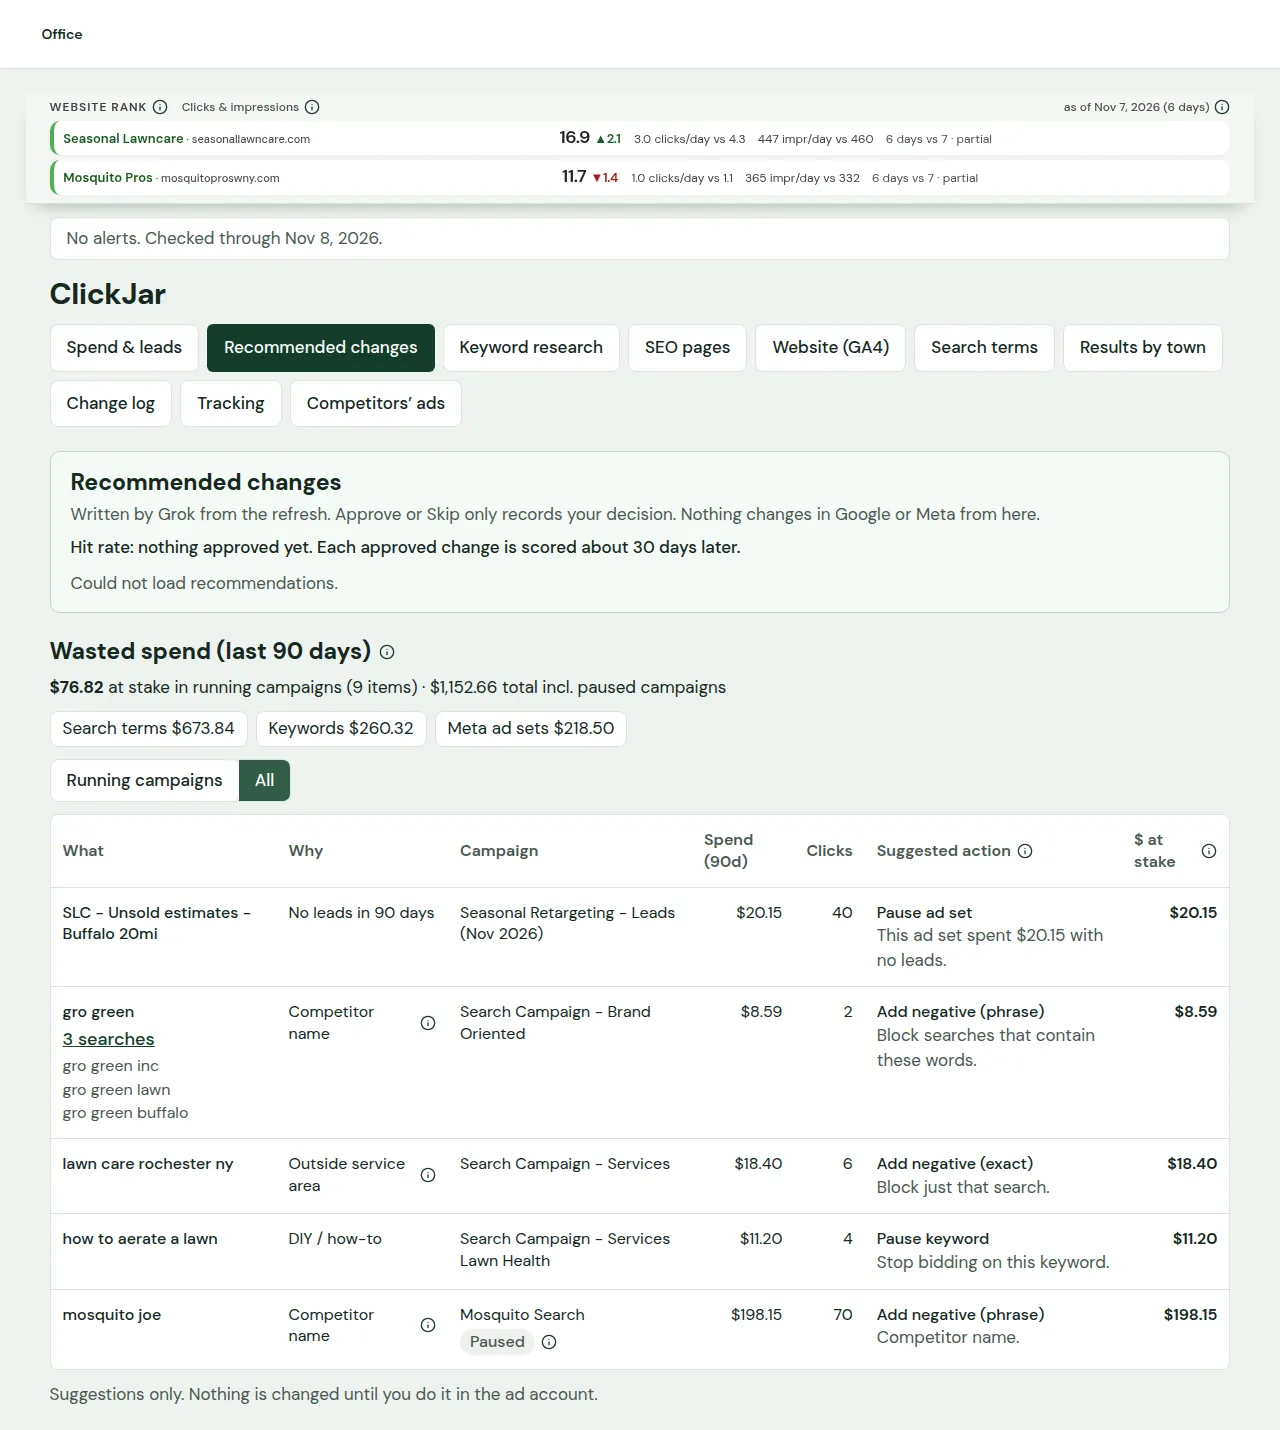 Office
WEBSITE RANK Clicks & impressions as of Nov 7, 2026 (6 days)
Seasonal Lawncare · seasonallawncare.com 16.9 ▲2.1 3.0 clicks/day vs 4.3 447 impr/day vs 460 6 days vs 7 · partial
Mosquito Pros · mosquitoproswny.com 11.7 ▼1.4 1.0 clicks/day vs 1.1 365 impr/day vs 332 6 days vs 7 · partial
No alerts. Checked through Nov 8, 2026.
ClickJar
Spend & leads Recommended changes Keyword research SEO pages Website (GA4) Search terms Results by town
Change log Tracking Competitors’ ads
Recommended changes
Written by Grok from the refresh. Approve or Skip only records your decision. Nothing changes in Google or Meta from here.
Hit rate: nothing approved yet. Each approved change is scored about 30 days later.
Could not load recommendations.
Wasted spend (last 90 days)
$76.82 at stake in running campaigns (9 items) · $1,152.66 total incl. paused campaigns
Search terms $673.84 Keywords $260.32 Meta ad sets $218.50
Running campaigns All
What Why Campaign Spend (90d) Clicks Suggested action $ at stake
SLC - Unsold estimates - No leads in 90 days Seasonal Retargeting - Leads $20.15 40 Pause ad set $20.15
Buffalo 20mi (Nov 2026) This ad set spent $20.15 with
no leads.
gro green Competitor Search Campaign - Brand $8.59 2 Add negative (phrase) $8.59
3 searches name Oriented Block searches that contain
these words.
gro green inc
gro green lawn
gro green buffalo
lawn care rochester ny Outside service Search Campaign - Services $18.40 6 Add negative (exact) $18.40
area Block just that search.
how to aerate a lawn DIY / how-to Search Campaign - Services $11.20 4 Pause keyword $11.20
Lawn Health Stop bidding on this keyword.
mosquito joe Competitor Mosquito Search $198.15 70 Add negative (phrase) $198.15
name Paused Competitor name.
Suggestions only. Nothing is changed until you do it in the ad account.